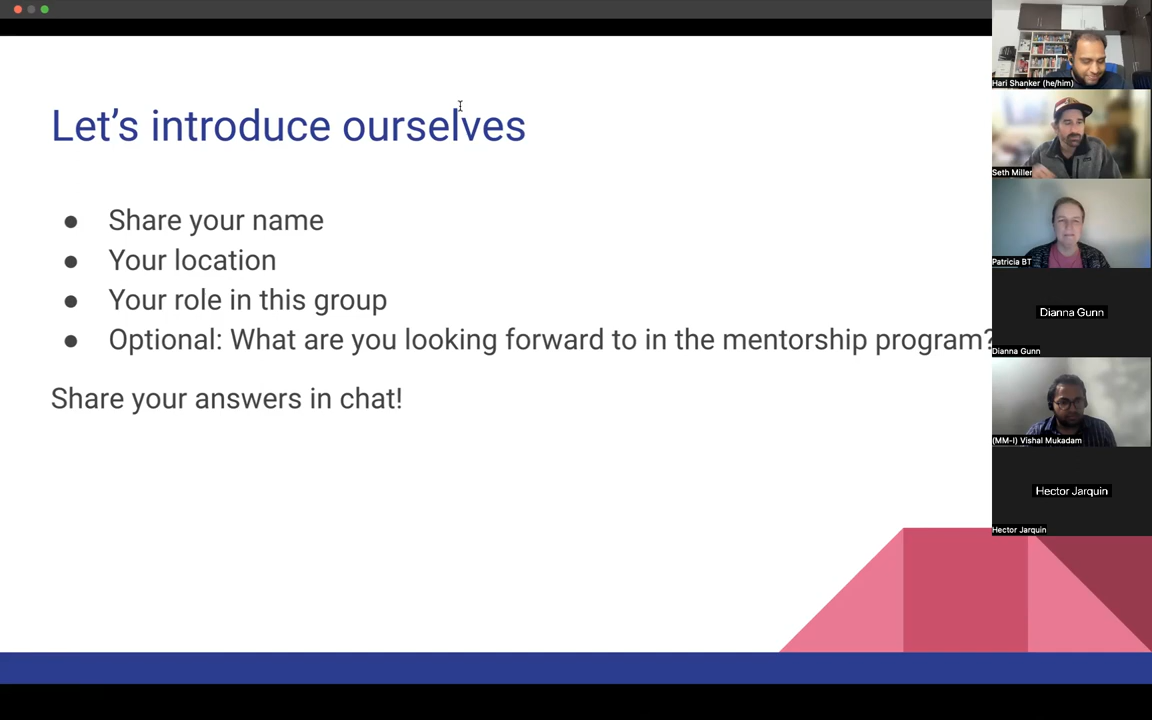 Let's introduce ourselves
● Share your name
● Your location
● Your role in this group
● Optional: What are you looking forward to in the mentorship program?
Share your answers in chat!
Hari Shanker (he/him)
Seth Miller
Patricia BT
Dianna Gunn
Dianna Gunn
(MM-I) Vishal Mukadam
Hector Jarquin
Hector Jarquin